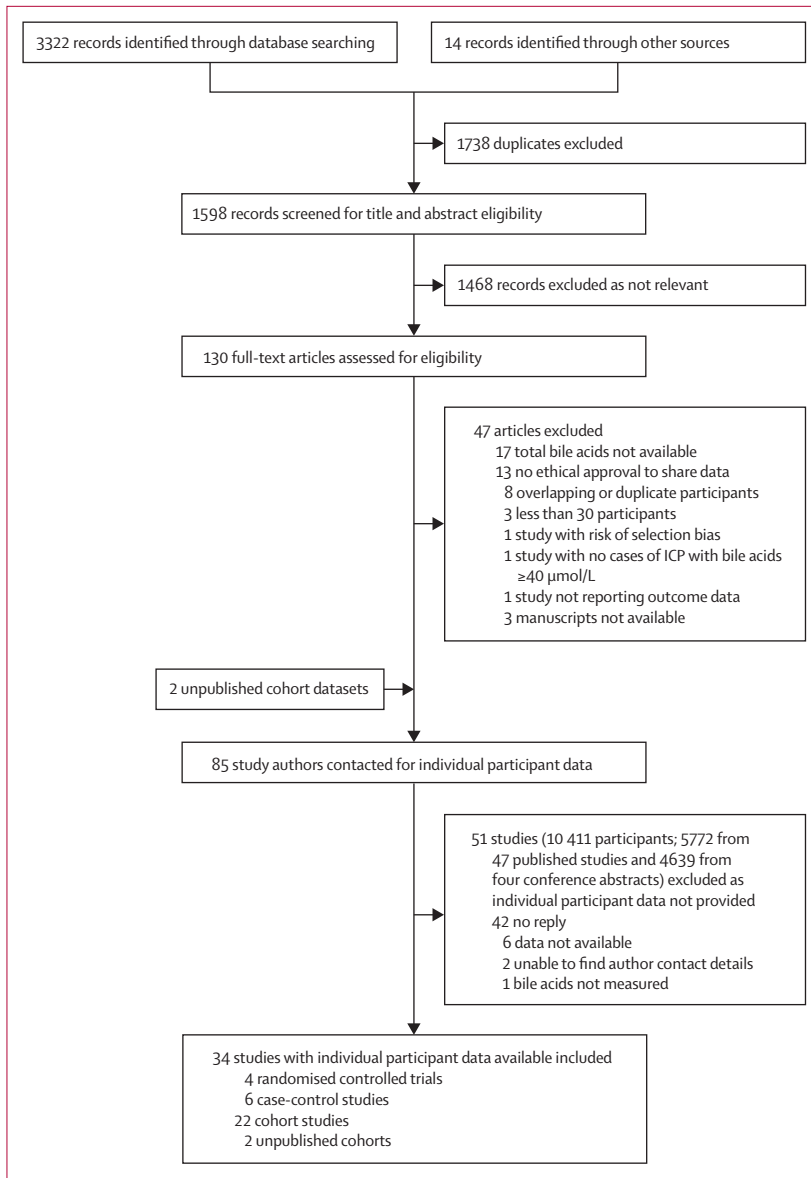 3322 records identified through database searching
14 records identified through other sources
1738 duplicates excluded
1598 records screened for title and abstract eligibility
1468 records excluded as not relevant
130 full-text articles assessed for eligibility
47 articles excluded
17 total bile acids not available
13 no ethical approval to share data
8 overlapping or duplicate participants
3 less than 30 participants
1 study with risk of selection bias
1 study with no cases of ICP with bile acids
≥40 μmol/L
1 study not reporting outcome data
3 manuscripts not available
2 unpublished cohort datasets
85 study authors contacted for individual participant data
51 studies (10 411 participants; 5772 from
47 published studies and 4639 from
four conference abstracts) excluded as
individual participant data not provided
42 no reply
6 data not available
2 unable to find author contact details
1 bile acids not measured
34 studies with individual participant data available included
4 randomised controlled trials
6 case-control studies
22 cohort studies
2 unpublished cohorts